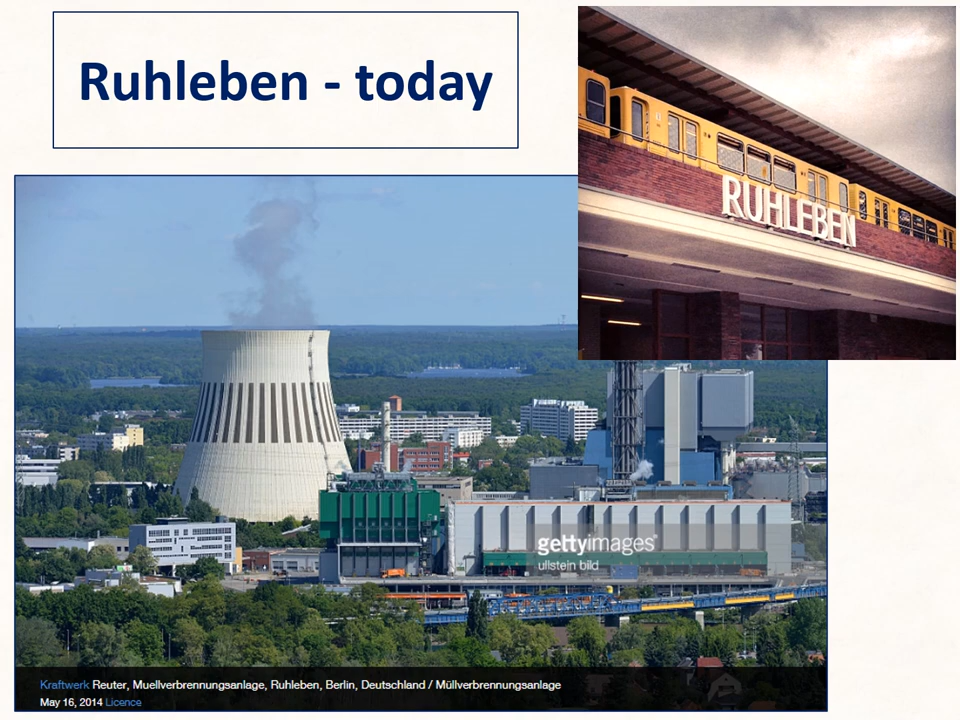 Ruhleben - today
RUHLEBEN
gettyimages®
ullstein bild
Kraftwerk Reuter, Muellverbrennungsanlage, Ruhleben, Berlin, Deutschland / Müllverbrennungsanlage
May 16, 2014 Licence